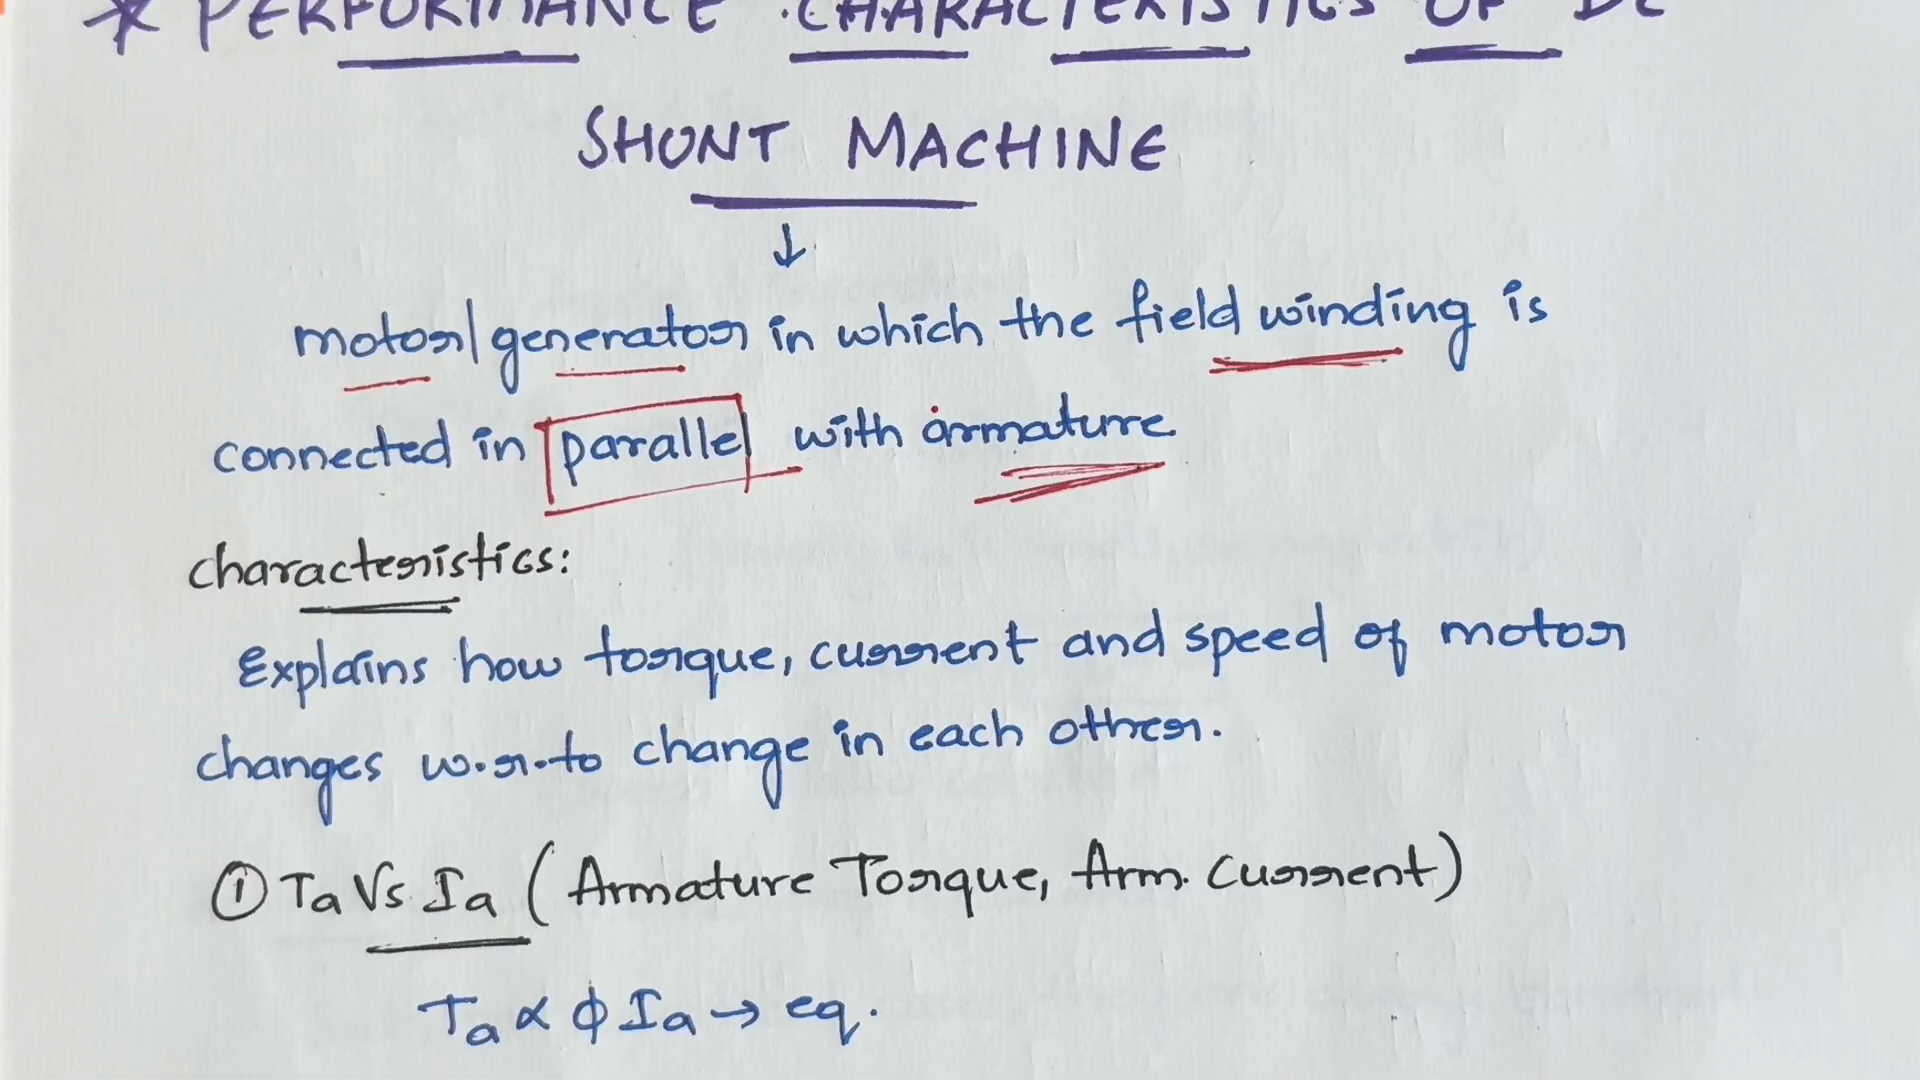 * PERFORMANCE CHARACTERISTICS OF DC
SHUNT MACHINE
↓
motor/generator in which the field winding is
connected in parallel with armature.
characteristics:
Explains how torque, current and speed of motor
changes w.r.to change in each other.
① Ta Vs Ia (Armature Torque, Arm. Current)
Ta ∝ ϕ Ia → eq.